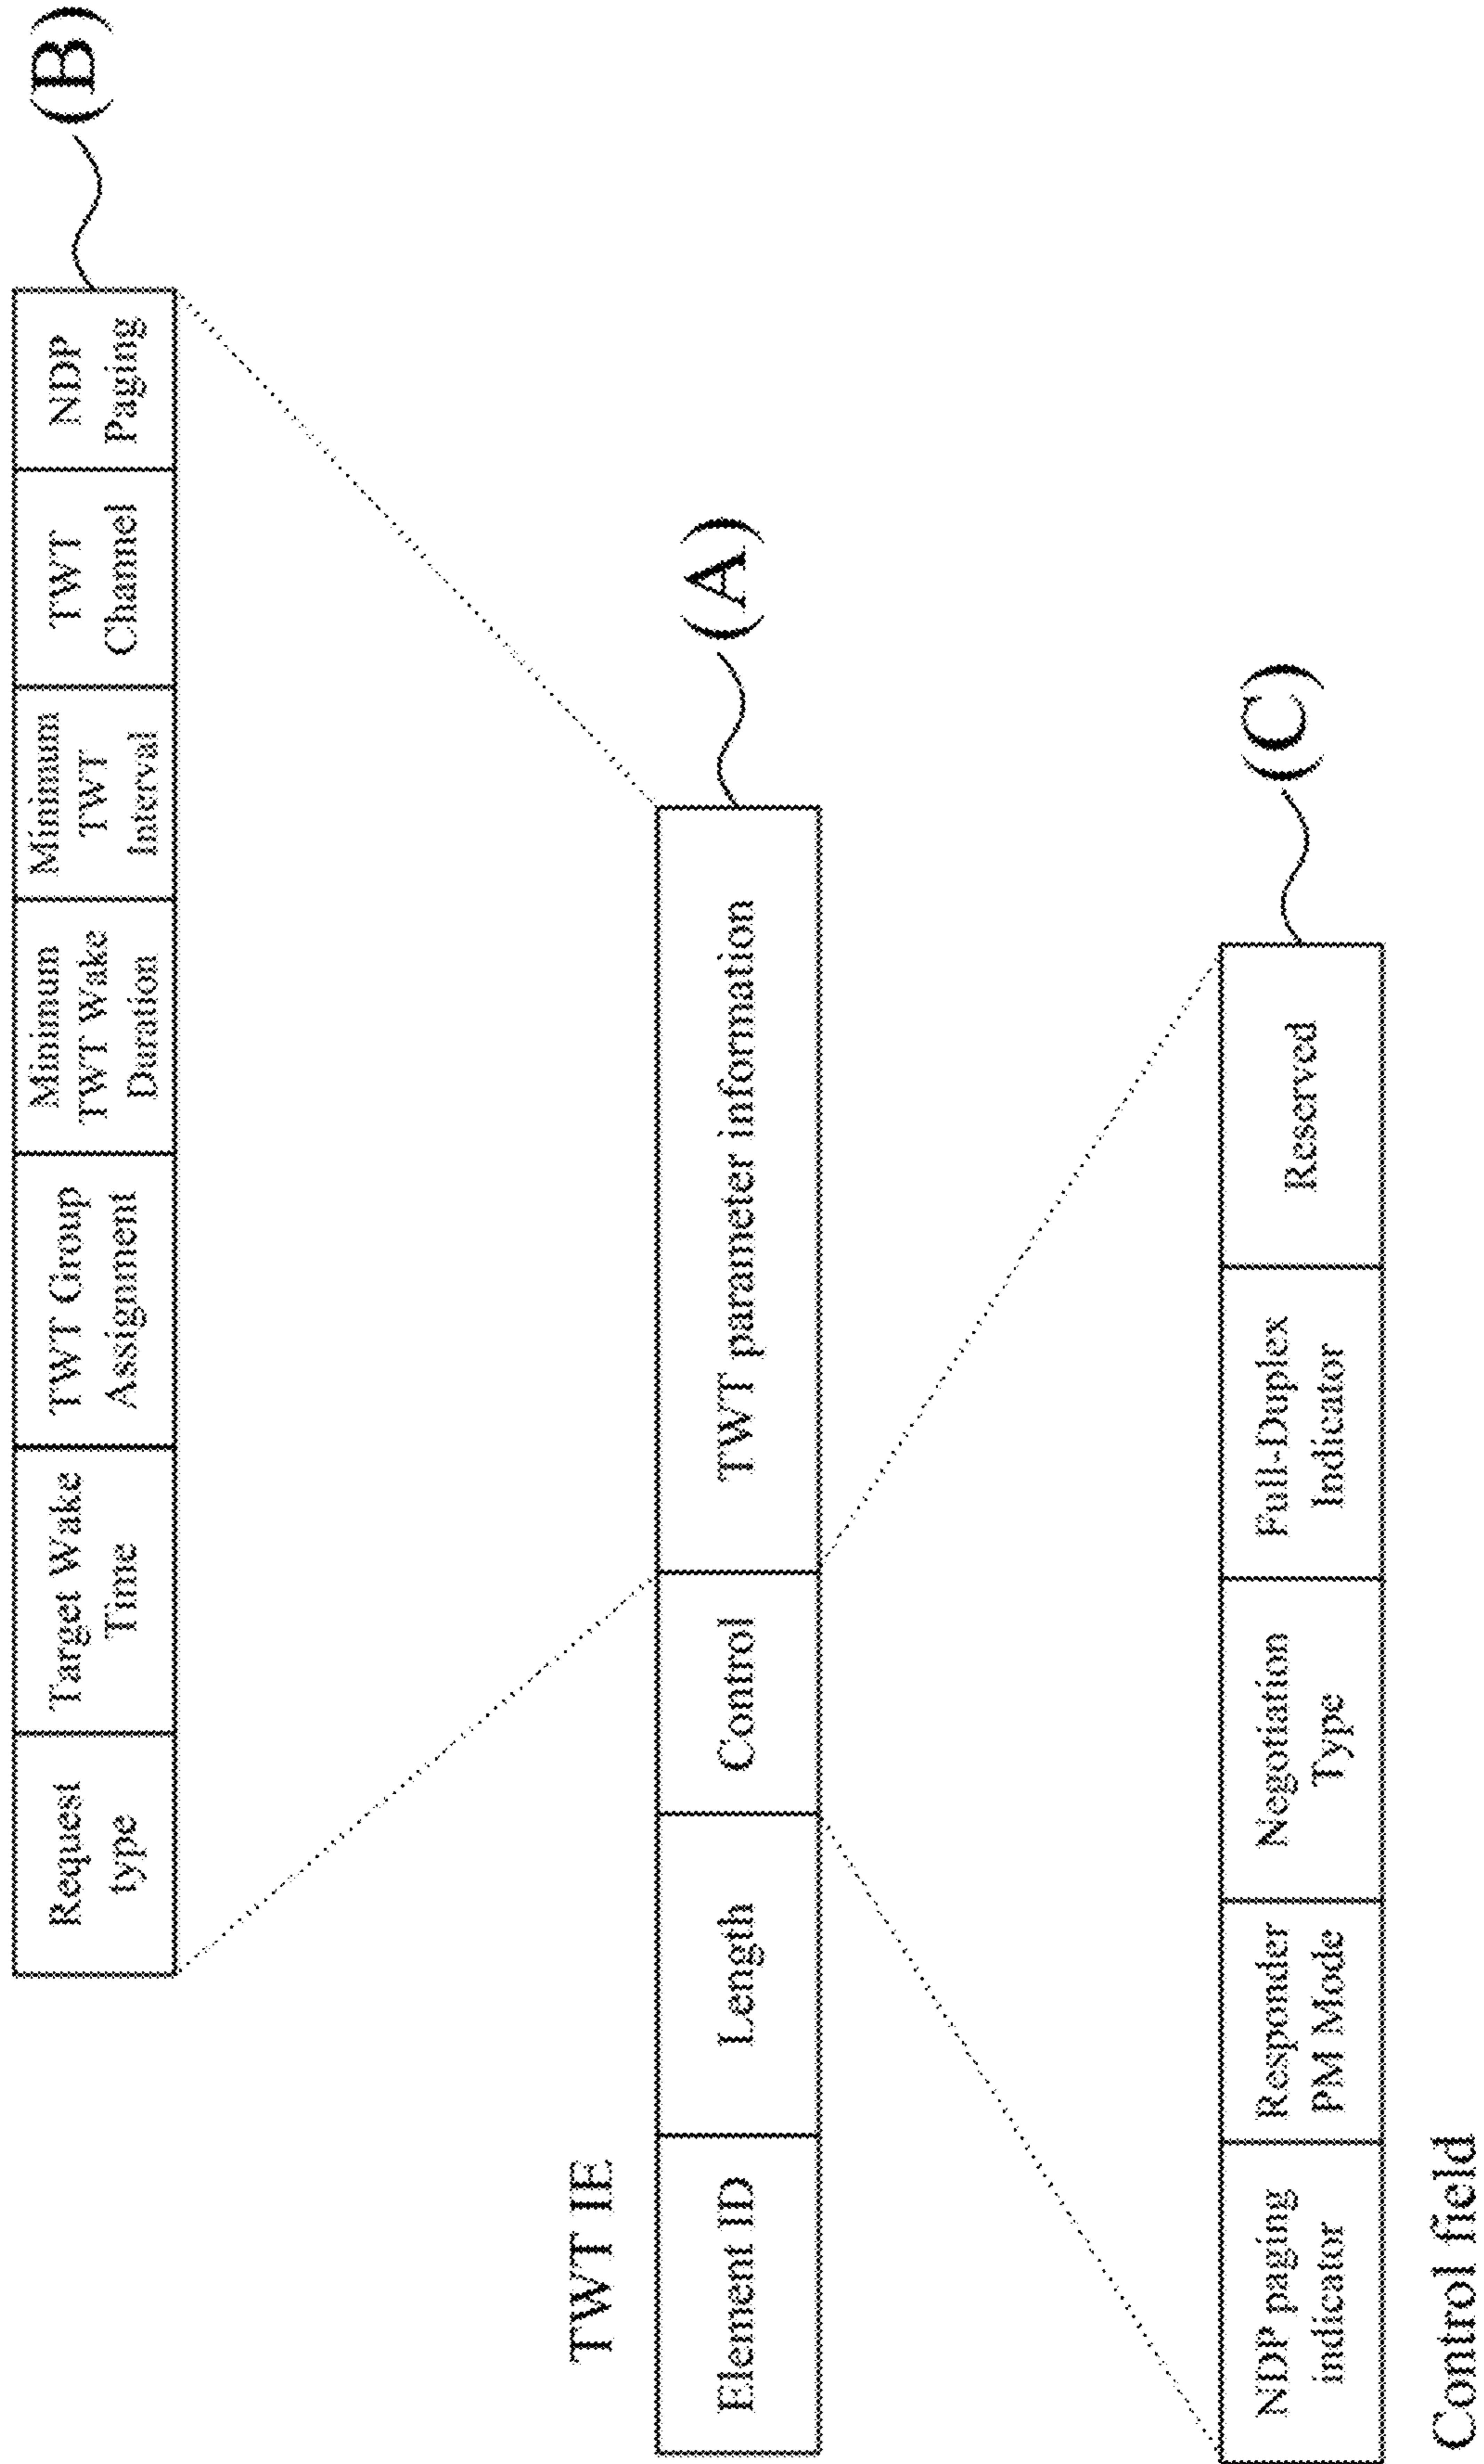 Request
type
Target Wake
Time
TWT Group
Assignment
Minimum
TWT Wake
Duration
Minimum
TWT
Interval
TWT
Channel
NDP
Paging
(B)
TWT IE
Element ID
Length
Control
TWT parameter information
(A)
NDP paging
indicator
Responder
PM Mode
Negotiation
Type
Full-Duplex
Indicator
Reserved
(C)
Control field